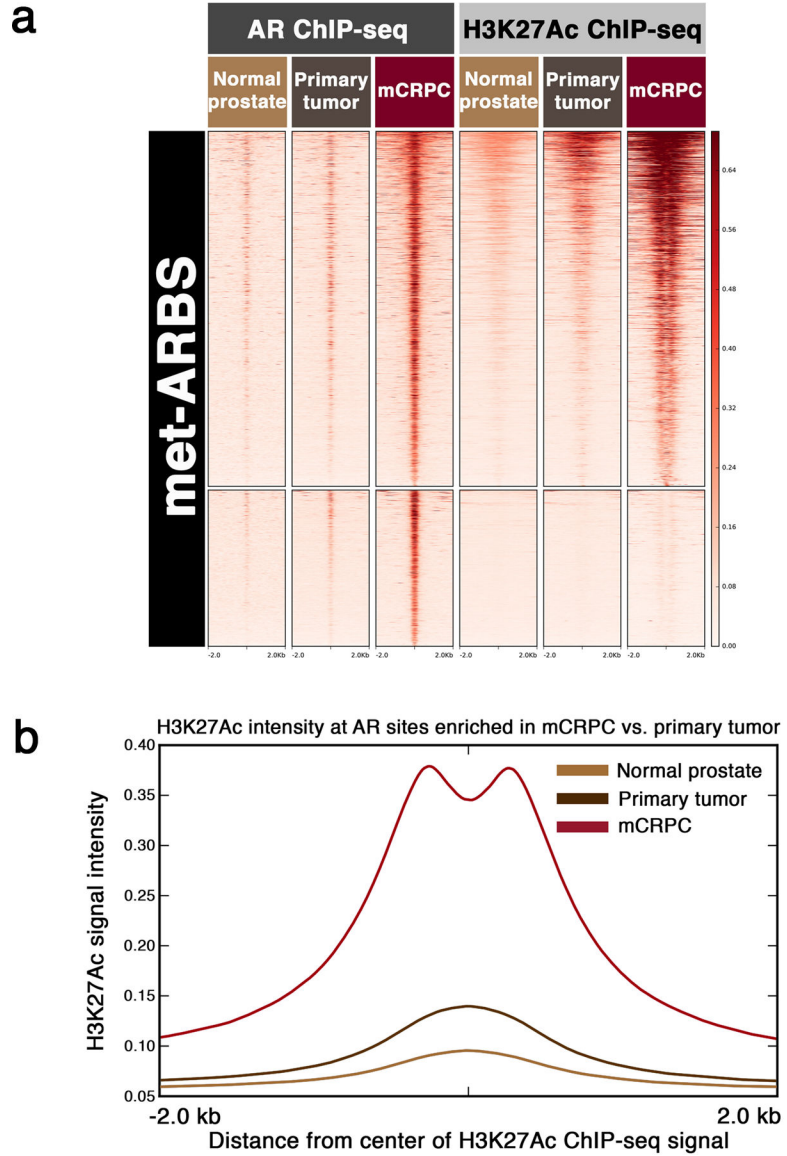 a
AR ChIP-seq
H3K27Ac ChIP-seq
Normal prostate
Primary tumor
mCRPC
Normal prostate
Primary tumor
mCRPC
met-ARBS
0.64
0.56
0.48
0.40
0.32
0.24
0.16
0.08
0.00
-2.0 2.0Kb
-2.0 2.0Kb
-2.0 2.0Kb
-2.0 2.0Kb
-2.0 2.0Kb
-2.0 2.0Kb
b
H3K27Ac intensity at AR sites enriched in mCRPC vs. primary tumor
H3K27Ac signal intensity
0.40
0.35
0.30
0.25
0.20
0.15
0.10
0.05
Normal prostate
Primary tumor
mCRPC
-2.0 kb 2.0 kb
Distance from center of H3K27Ac ChIP-seq signal